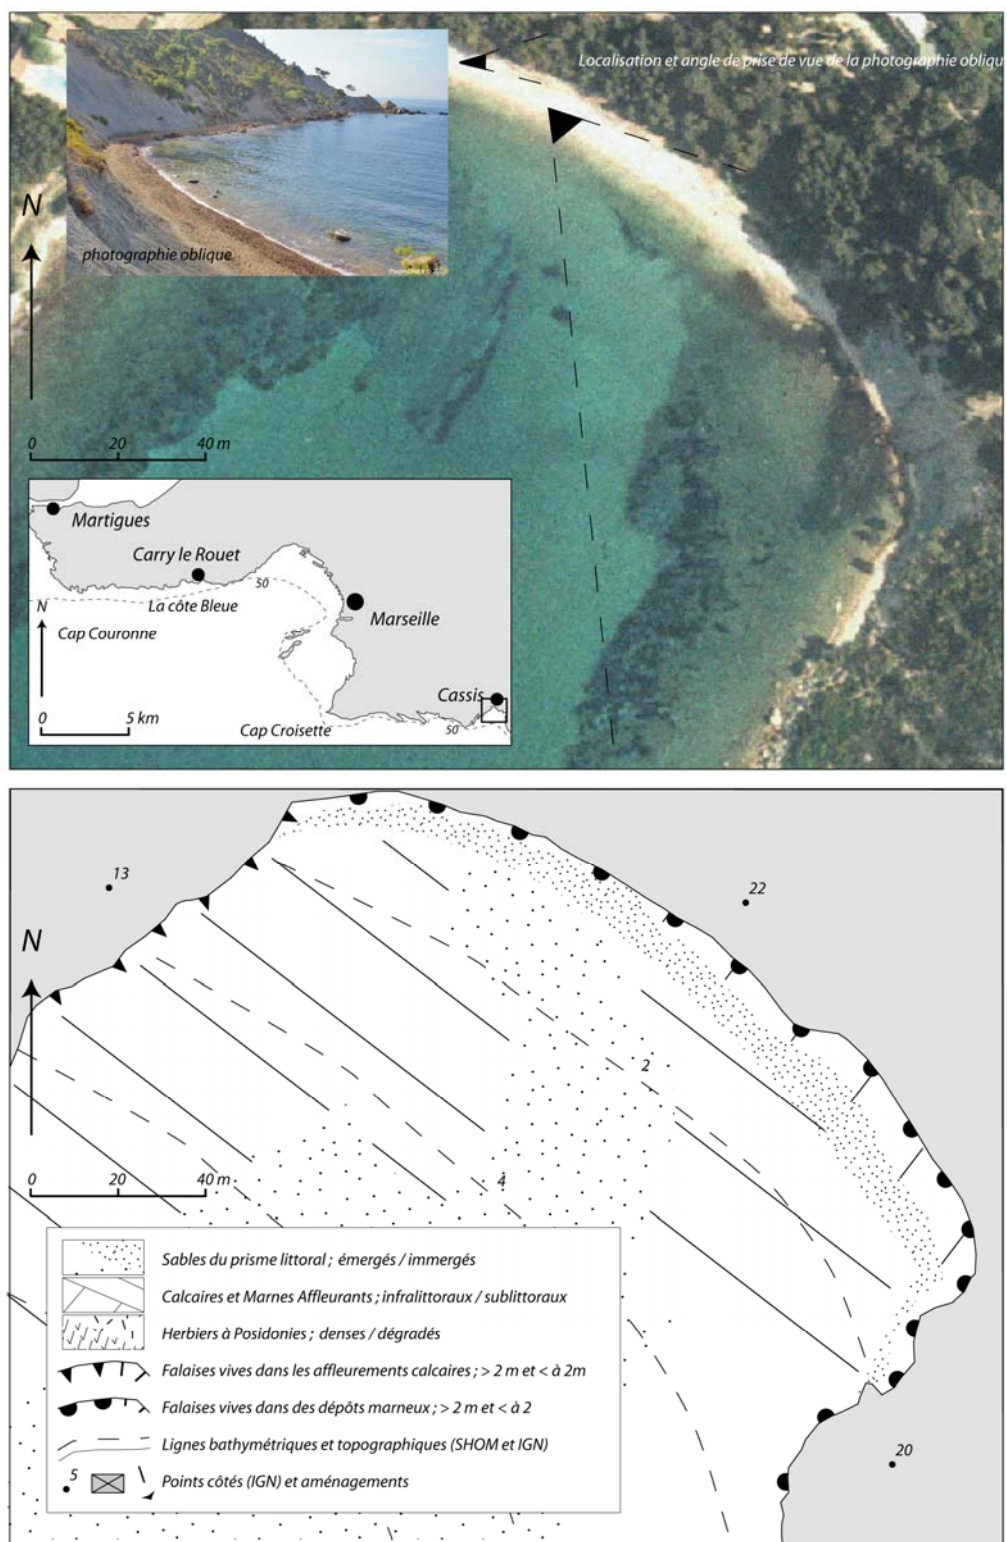 Localisation et angle de prise de vue de la photographie obliqu
photographie oblique
N
0 20 40 m
Martigues
Carry le Rouet
50
La côte Bleue
Marseille
N
Cap Couronne
Cassis
0 5 km
Cap Croisette
50
13
22
N
2
0 20 40 m
4
Sables du prisme littoral ; émergés / immergés
Calcaires et Marnes Affleurants ; infralittoraux / sublittoraux
Herbiers à Posidonies ; denses / dégradés
Falaises vives dans les affleurements calcaires ; > 2 m et < à 2m
Falaises vives dans des dépôts marneux ; > 2 m et < à 2
Lignes bathymétriques et topographiques (SHOM et IGN)
5
Points côtés (IGN) et aménagements
20